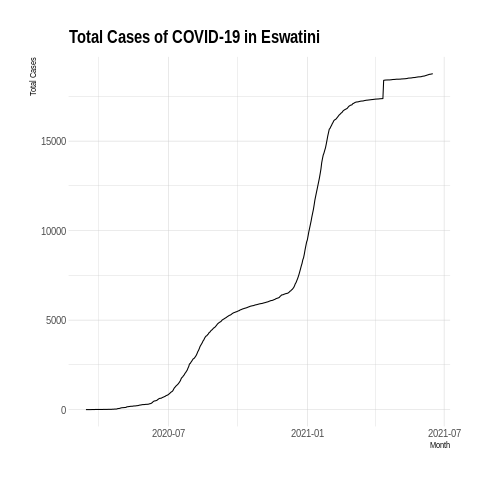 Total Cases of COVID-19 in Eswatini
Total Cases
15000
10000
5000
0
2020-07
2021-01
2021-07
Month